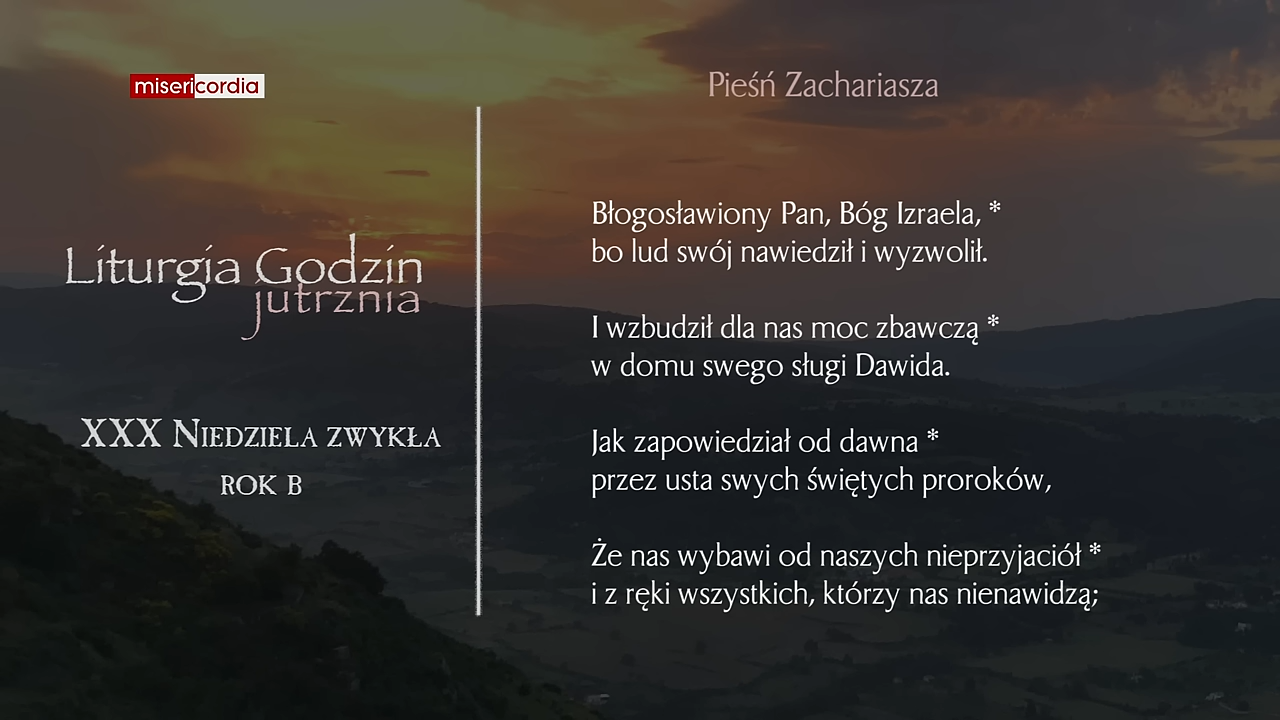 misericordia
Liturgia Godzin
jutrznia
XXX Niedziela zwykła
rok B
Pieśń Zachariasza
Błogosławiony Pan, Bóg Izraela, *
bo lud swój nawiedził i wyzwolił.
I wzbudził dla nas moc zbawczą *
w domu swego sługi Dawida.
Jak zapowiedział od dawna *
przez usta swych świętych proroków,
Że nas wybawi od naszych nieprzyjaciół *
i z ręki wszystkich, którzy nas nienawidzą;